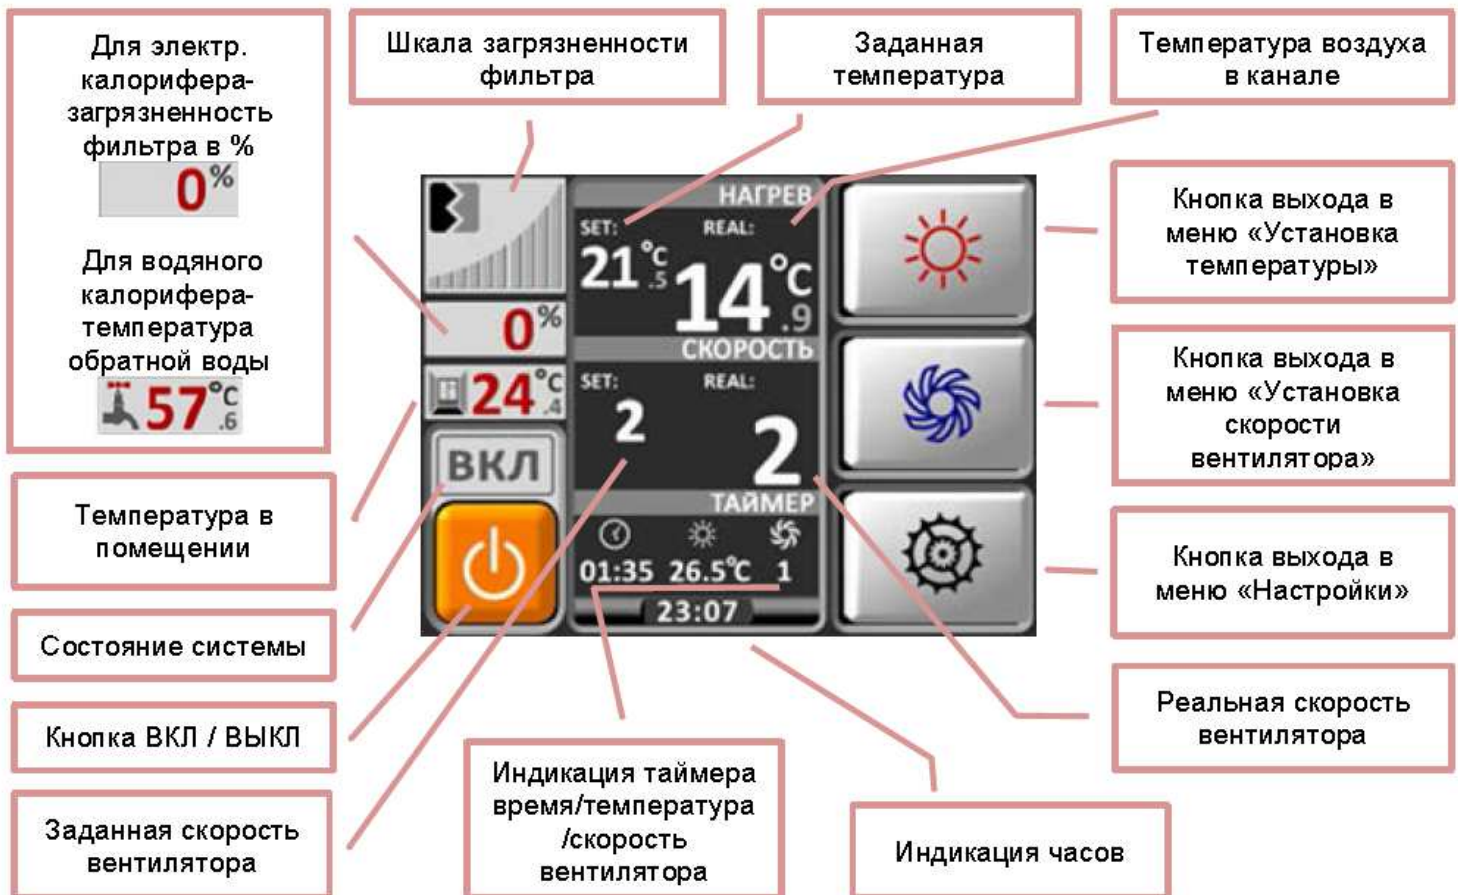 Для электр.
калорифера-
загрязненность
фильтра в %
0%
Для водяного
калорифера-
температура
обратной воды
57°C.6
Шкала загрязненности
фильтра
Заданная
температура
Температура воздуха
в канале
НАГРЕВ
SET: REAL:
21°C.5 14°C.9
0%
СКОРОСТЬ
24°C.4
SET: REAL:
2 2
ВКЛ
ТАЙМЕР
01:35 26.5°C 1
23:07
Кнопка выхода в
меню «Установка
температуры»
Кнопка выхода в
меню «Установка
скорости
вентилятора»
Кнопка выхода в
меню «Настройки»
Реальная скорость
вентилятора
Температура в
помещении
Состояние системы
Кнопка ВКЛ / ВЫКЛ
Заданная скорость
вентилятора
Индикация таймера
время/температура
/скорость
вентилятора
Индикация часов